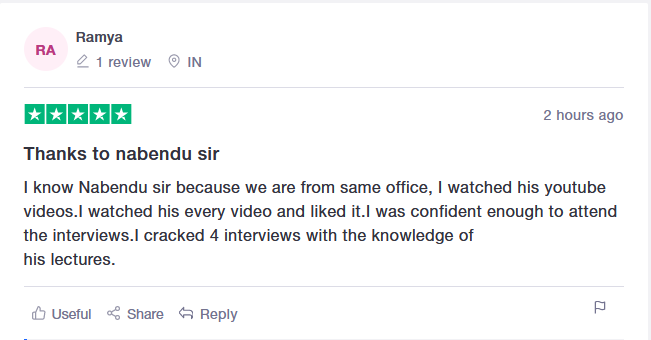 RA
Ramya
1 review IN
2 hours ago
Thanks to nabendu sir
I know Nabendu sir because we are from same office, I watched his youtube
videos.I watched his every video and liked it.I was confident enough to attend
the interviews.I cracked 4 interviews with the knowledge of
his lectures.
Useful Share Reply